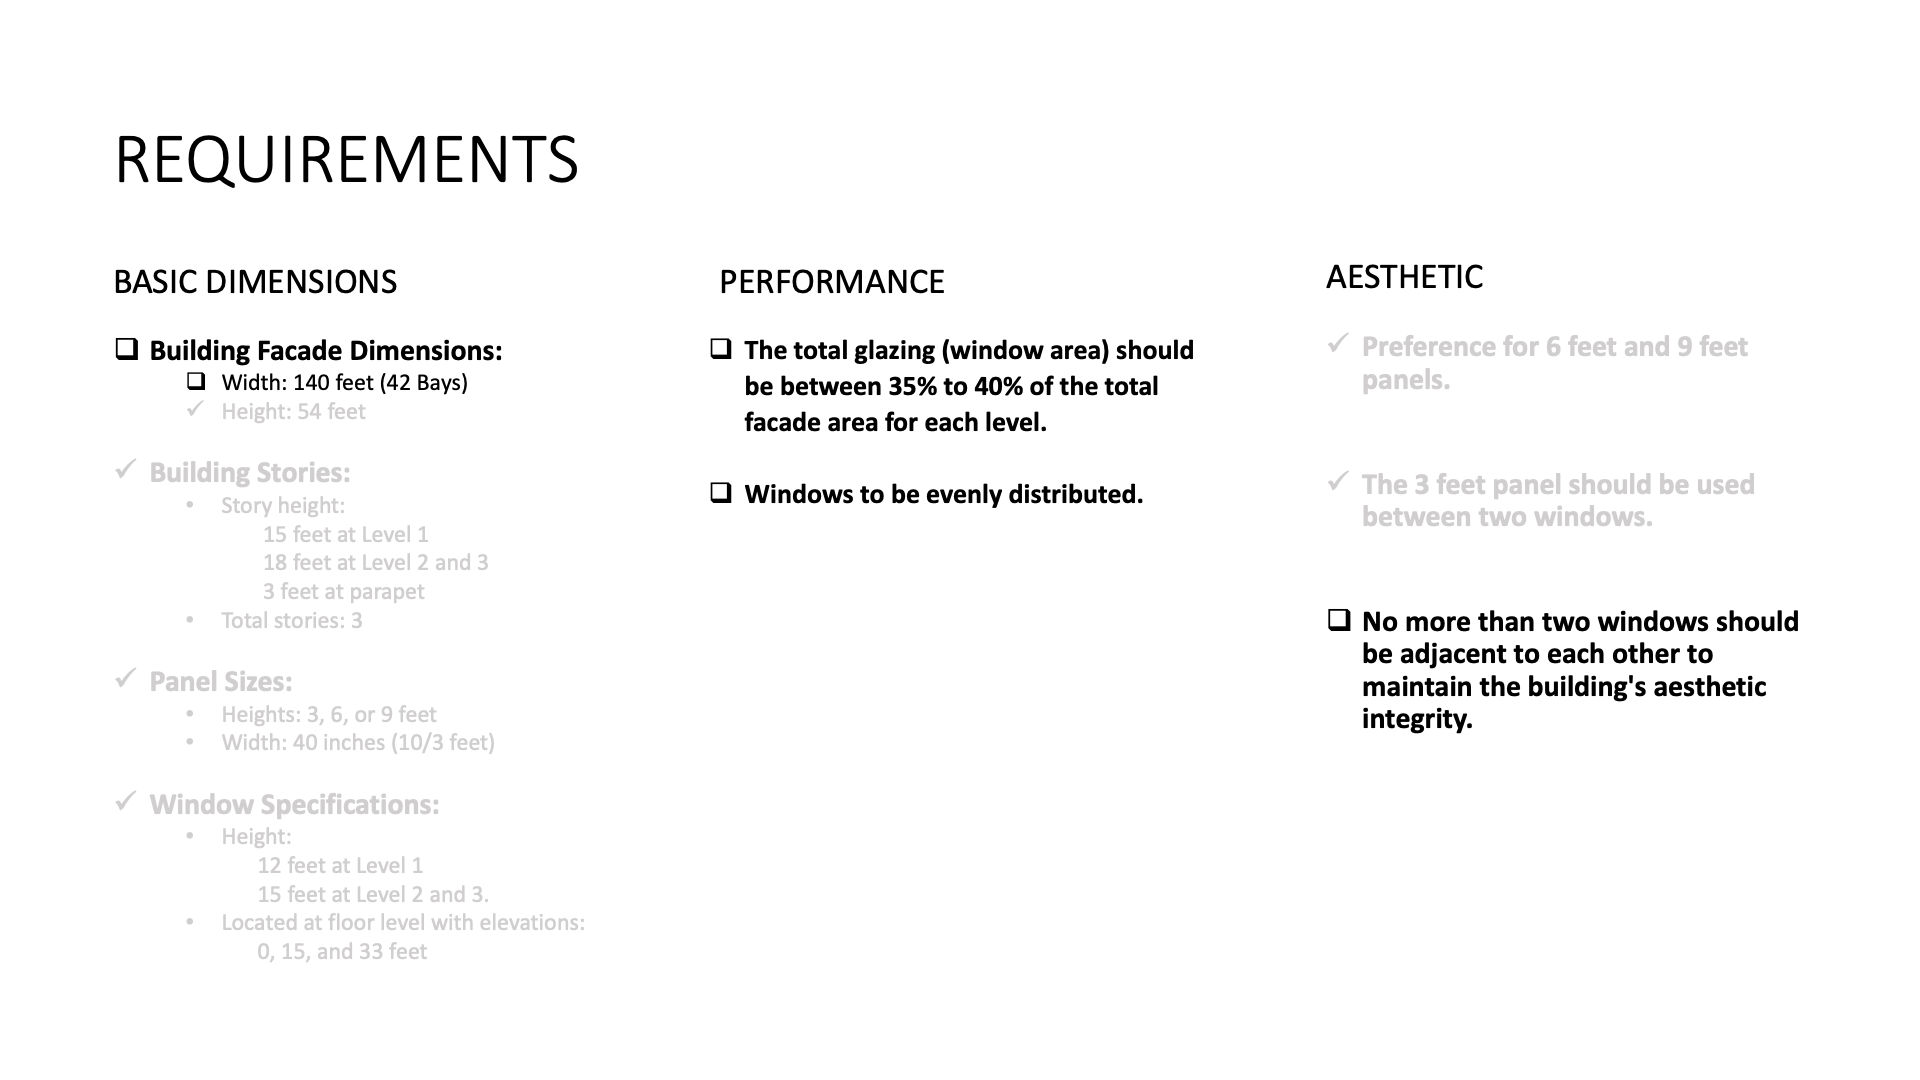 REQUIREMENTS
BASIC DIMENSIONS
Building Facade Dimensions:
Width: 140 feet (42 Bays)
Height: 54 feet
Building Stories:
Story height:
15 feet at Level 1
18 feet at Level 2 and 3
3 feet at parapet
Total stories: 3
Panel Sizes:
Heights: 3, 6, or 9 feet
Width: 40 inches (10/3 feet)
Window Specifications:
Height:
12 feet at Level 1
15 feet at Level 2 and 3.
Located at floor level with elevations:
0, 15, and 33 feet
PERFORMANCE
The total glazing (window area) should
be between 35% to 40% of the total
facade area for each level.
Windows to be evenly distributed.
AESTHETIC
Preference for 6 feet and 9 feet
panels.
The 3 feet panel should be used
between two windows.
No more than two windows should
be adjacent to each other to
maintain the building's aesthetic
integrity.